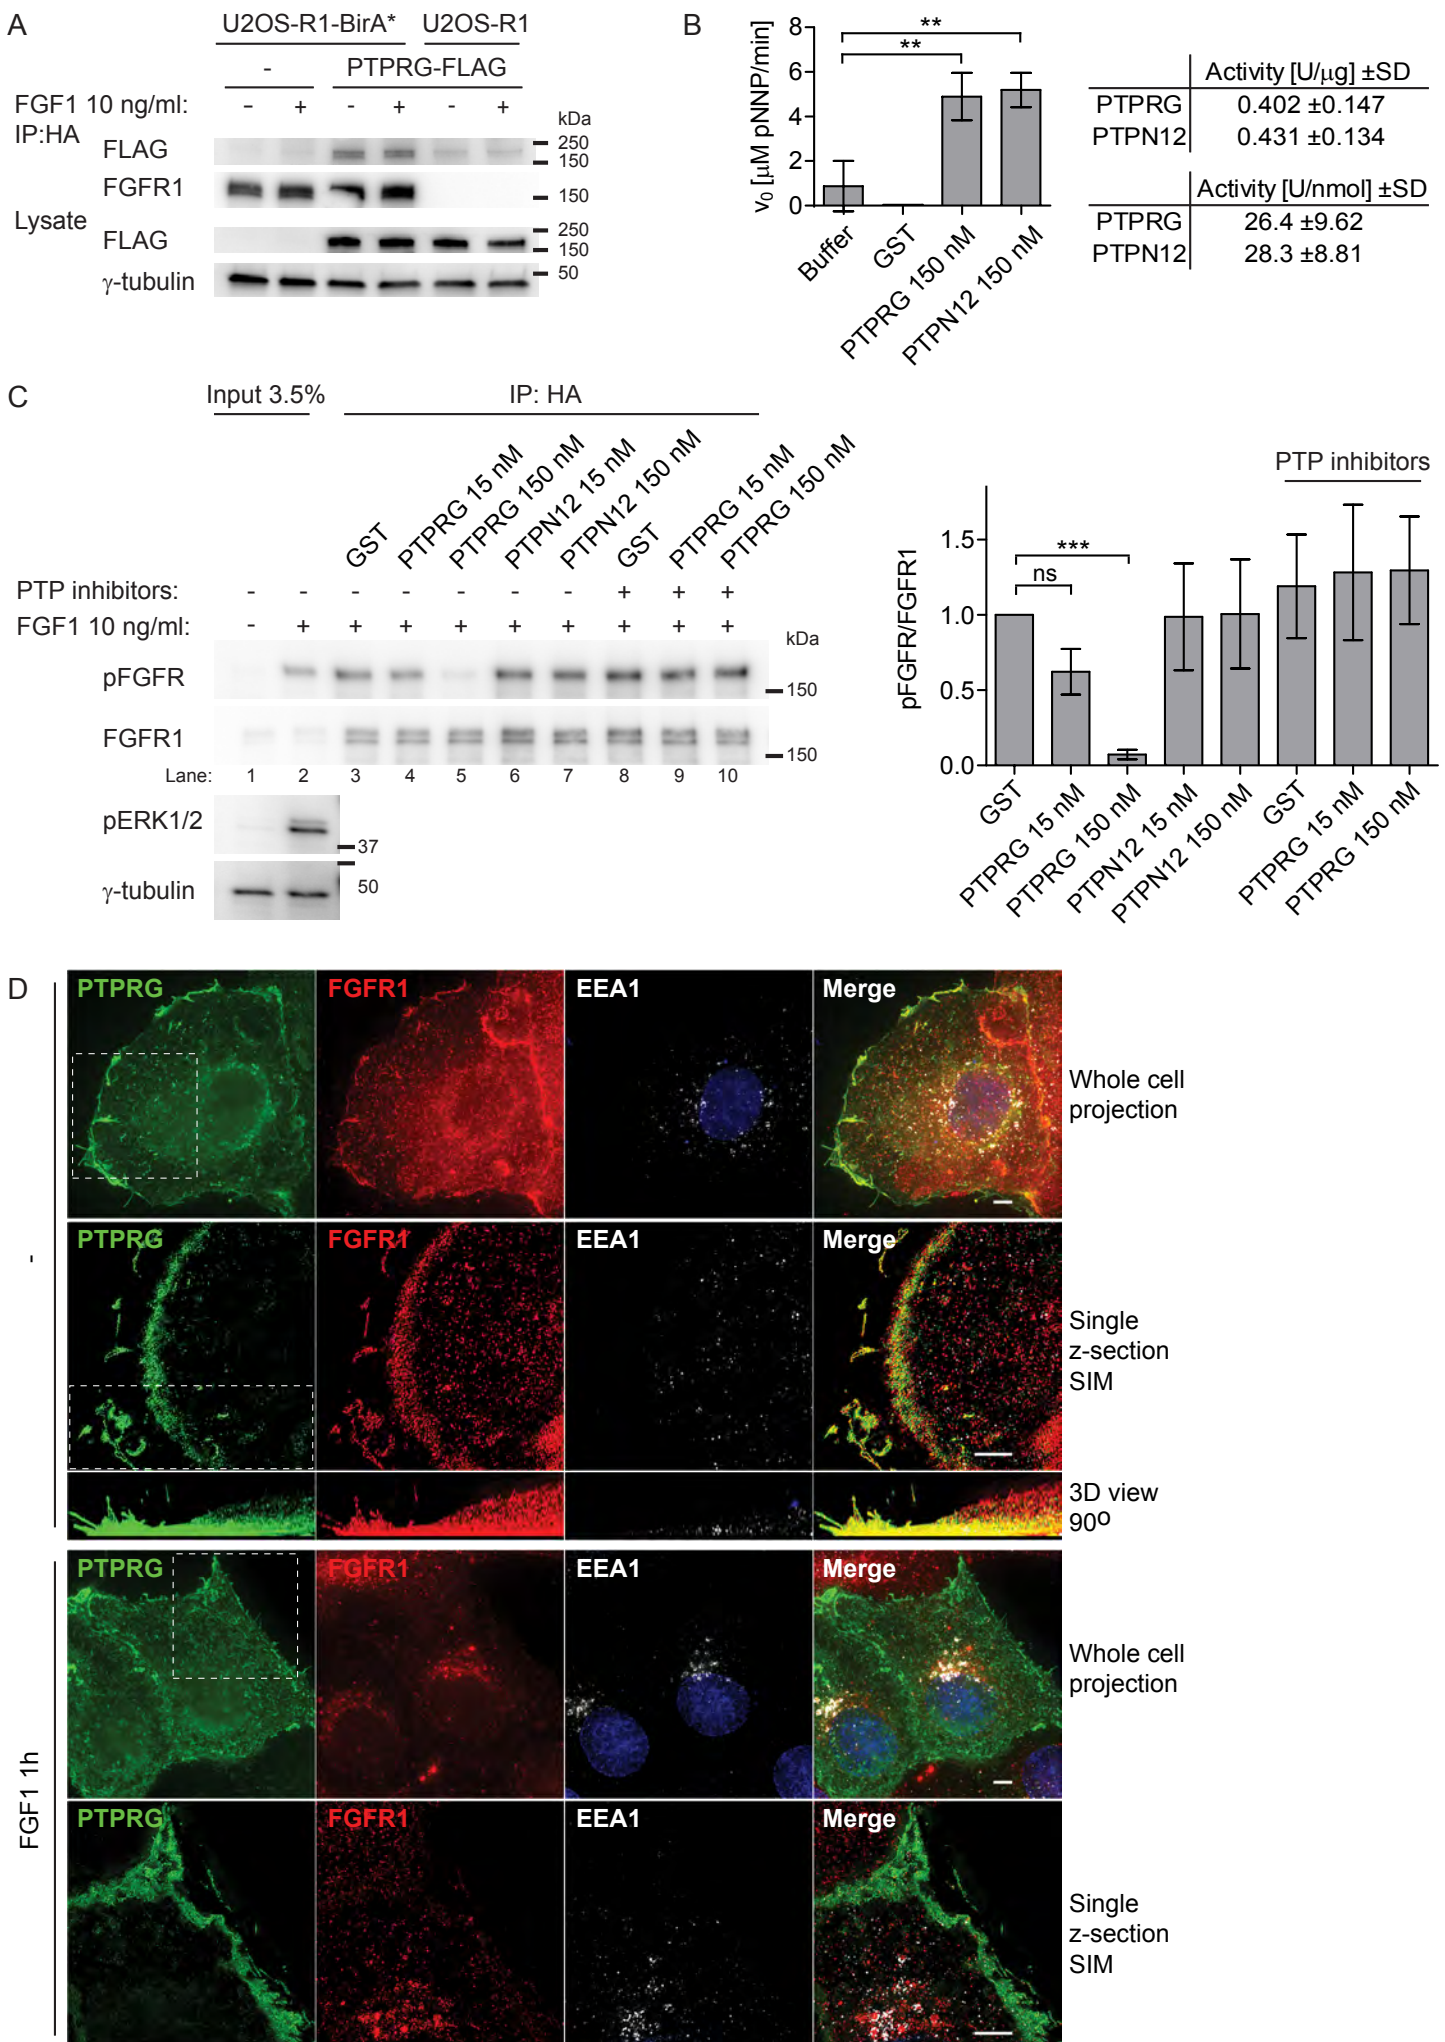 A
U2OS-R1-BirA* U2OS-R1
- PTPRG-FLAG
FGF1 10 ng/ml: - + - + - +
IP:HA
kDa
FLAG
250
150
FGFR1
150
Lysate
FLAG
250
150
γ-tubulin
50
B
v0 [µM pNNP/min]
8
6
4
2
0
** 
**
Buffer
GST
PTPRG 150 nM
PTPN12 150 nM
Activity [U/µg] ±SD
PTPRG 0.402 ±0.147
PTPN12 0.431 ±0.134
Activity [U/nmol] ±SD
PTPRG 26.4 ±9.62
PTPN12 28.3 ±8.81
C
Input 3.5% IP: HA
GST
PTPRG 15 nM
PTPRG 150 nM
PTPN12 15 nM
PTPN12 150 nM
GST
PTPRG 15 nM
PTPRG 150 nM
PTP inhibitors: - - - - - - - + + +
FGF1 10 ng/ml: - + + + + + + + + +
kDa
pFGFR
150
FGFR1
150
Lane: 1 2 3 4 5 6 7 8 9 10
pERK1/2
37
γ-tubulin
50
PTP inhibitors
pFGFR/FGFR1
1.5
1.0
0.5
0.0
***
ns
GST
PTPRG 15 nM
PTPRG 150 nM
PTPN12 15 nM
PTPN12 150 nM
GST
PTPRG 15 nM
PTPRG 150 nM
D
-
PTPRG FGFR1 EEA1 Merge
Whole cell
projection
PTPRG FGFR1 EEA1 Merge
Single
z-section
SIM
3D view
90º
FGF1 1h
PTPRG FGFR1 EEA1 Merge
Whole cell
projection
PTPRG FGFR1 EEA1 Merge
Single
z-section
SIM